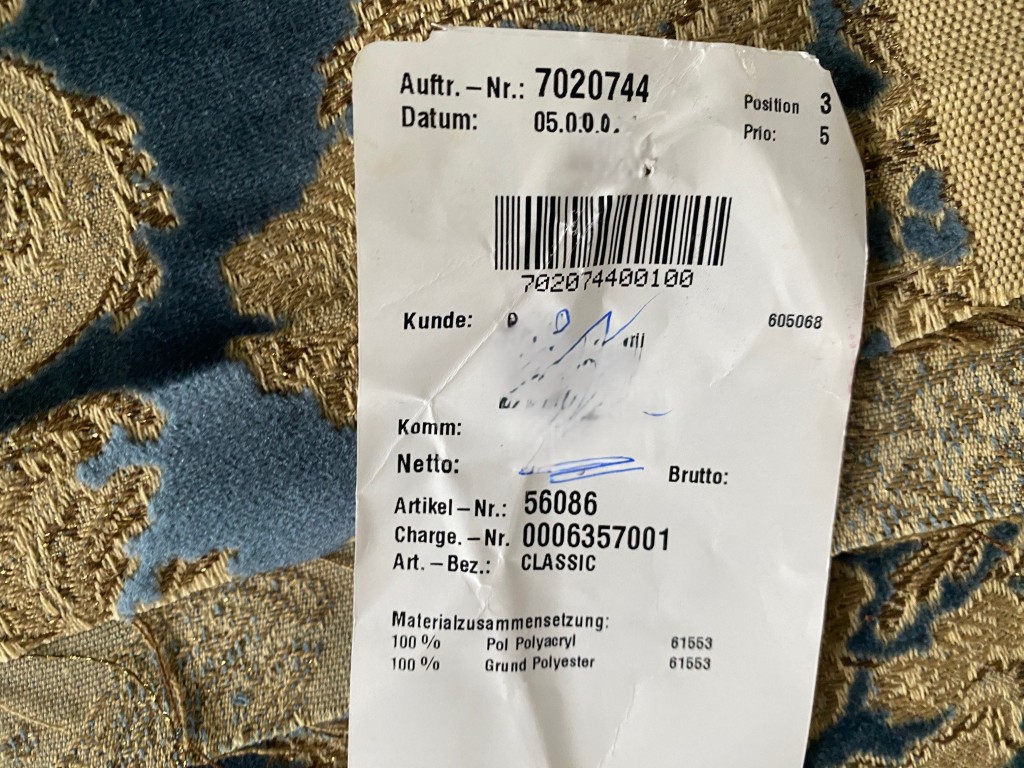 Auftr.–Nr.: 7020744
Position 3
Datum: 05.0.0.0.
Prio: 5
702074400100
Kunde: 605068
Komm:
Netto: Brutto:
Artikel–Nr.: 56086
Charge.–Nr. 0006357001
Art.–Bez.: CLASSIC
Materialzusammensetzung:
100 % Pol Polyacryl 61553
100 % Grund Polyester 61553